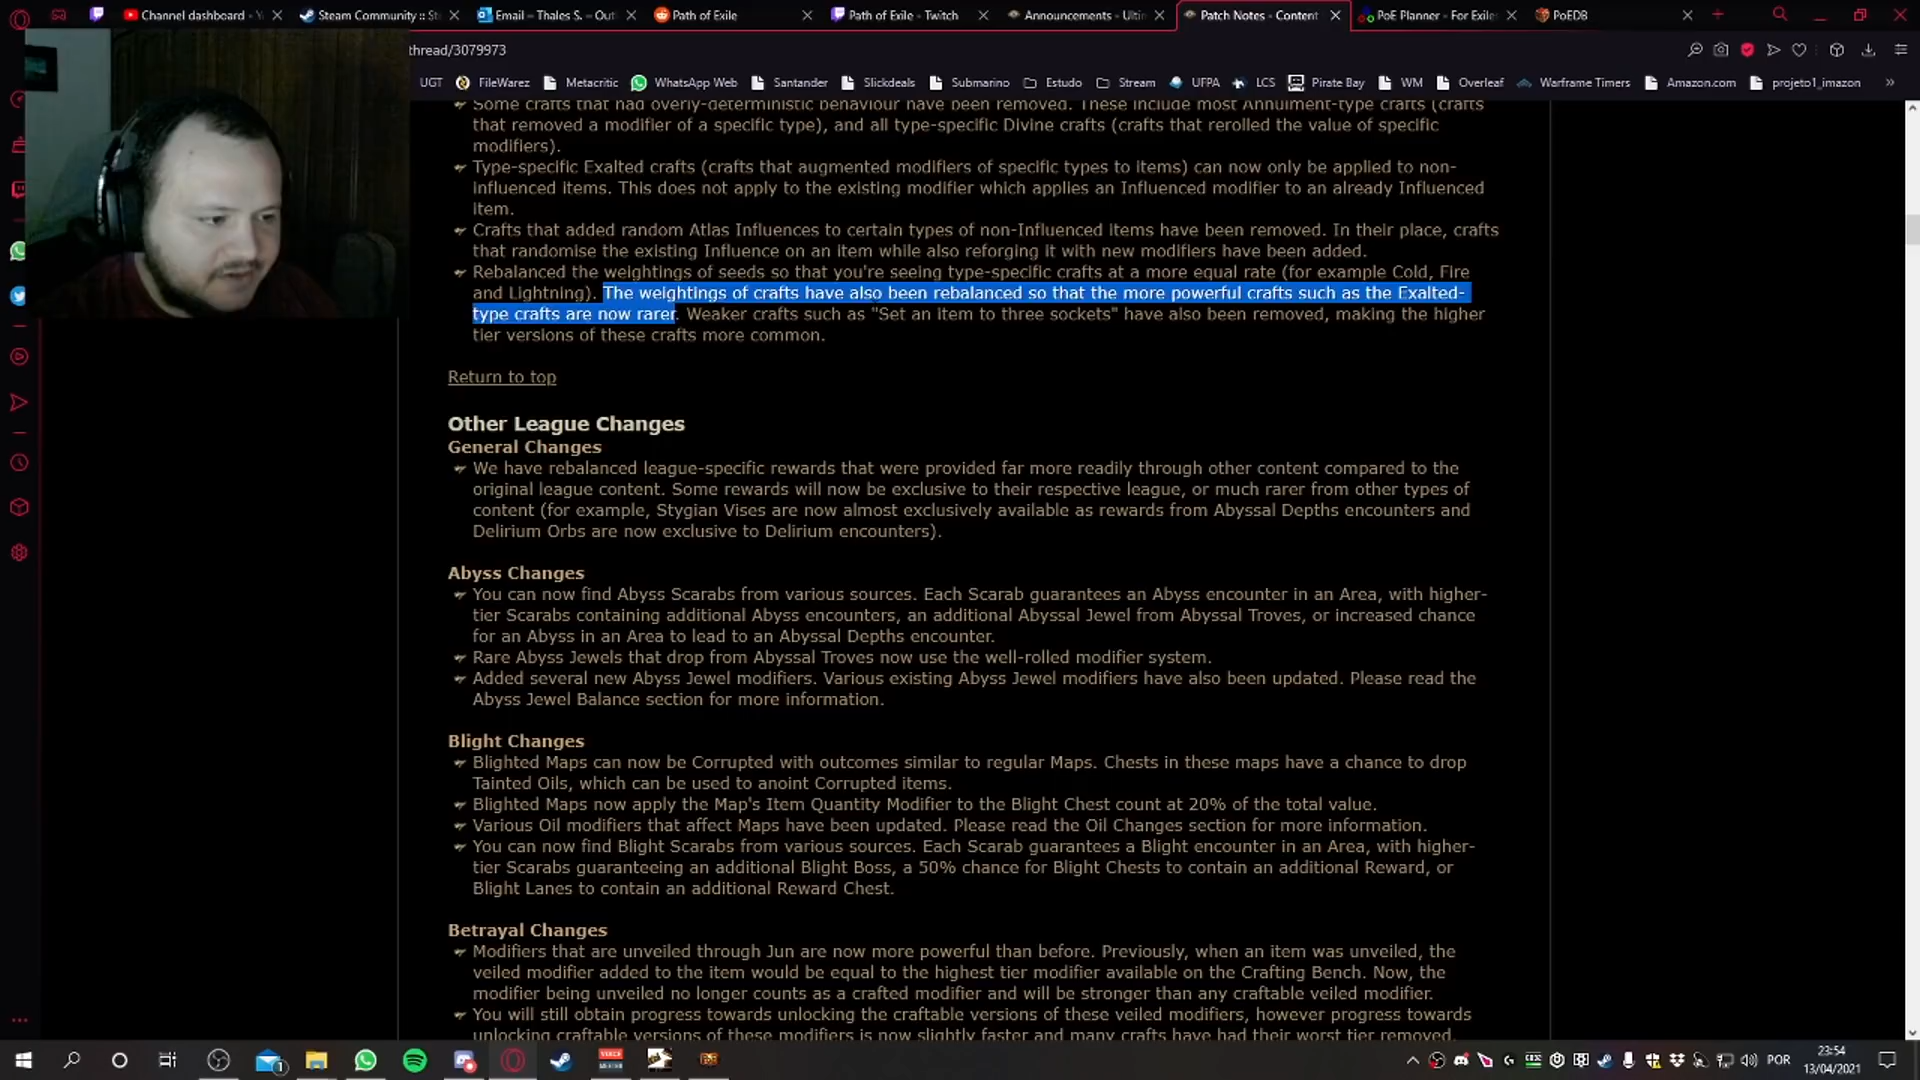 Channel dashboard - Y
Steam Community :: St
Email – Thales S. – Out
Path of Exile
Path of Exile - Twitch
Announcements - Ultim
Patch Notes - Content
PoE Planner - For Exile
PoEDB
thread/3079973
UGT
FileWarez
Metacritic
WhatsApp Web
Santander
Slickdeals
Submarino
Estudo
Stream
UFPA
LCS
Pirate Bay
WM
Overleaf
Warframe Timers
Amazon.com
projeto1_imazon
Some crafts that had overly-deterministic behaviour have been removed. These include most Annulment-type crafts (crafts
that removed a modifier of a specific type), and all type-specific Divine crafts (crafts that rerolled the value of specific
modifiers).
Type-specific Exalted crafts (crafts that augmented modifiers of specific types to items) can now only be applied to non-
influenced items. This does not apply to the existing modifier which applies an Influenced modifier to an already Influenced
item.
Crafts that added random Atlas Influences to certain types of non-Influenced items have been removed. In their place, crafts
that randomise the existing Influence on an item while also reforging it with new modifiers have been added.
Rebalanced the weightings of seeds so that you're seeing type-specific crafts at a more equal rate (for example Cold, Fire
and Lightning). The weightings of crafts have also been rebalanced so that the more powerful crafts such as the Exalted-
type crafts are now rarer. Weaker crafts such as "Set an item to three sockets" have also been removed, making the higher
tier versions of these crafts more common.
Return to top
Other League Changes
General Changes
We have rebalanced league-specific rewards that were provided far more readily through other content compared to the
original league content. Some rewards will now be exclusive to their respective league, or much rarer from other types of
content (for example, Stygian Vises are now almost exclusively available as rewards from Abyssal Depths encounters and
Delirium Orbs are now exclusive to Delirium encounters).
Abyss Changes
You can now find Abyss Scarabs from various sources. Each Scarab guarantees an Abyss encounter in an Area, with higher-
tier Scarabs containing additional Abyss encounters, an additional Abyssal Jewel from Abyssal Troves, or increased chance
for an Abyss in an Area to lead to an Abyssal Depths encounter.
Rare Abyss Jewels that drop from Abyssal Troves now use the well-rolled modifier system.
Added several new Abyss Jewel modifiers. Various existing Abyss Jewel modifiers have also been updated. Please read the
Abyss Jewel Balance section for more information.
Blight Changes
Blighted Maps can now be Corrupted with outcomes similar to regular Maps. Chests in these maps have a chance to drop
Tainted Oils, which can be used to anoint Corrupted items.
Blighted Maps now apply the Map's Item Quantity Modifier to the Blight Chest count at 20% of the total value.
Various Oil modifiers that affect Maps have been updated. Please read the Oil Changes section for more information.
You can now find Blight Scarabs from various sources. Each Scarab guarantees a Blight encounter in an Area, with higher-
tier Scarabs guaranteeing an additional Blight Boss, a 50% chance for Blight Chests to contain an additional Reward, or
Blight Lanes to contain an additional Reward Chest.
Betrayal Changes
Modifiers that are unveiled through Jun are now more powerful than before. Previously, when an item was unveiled, the
veiled modifier added to the item would be equal to the highest tier modifier available on the Crafting Bench. Now, the
modifier being unveiled no longer counts as a crafted modifier and will be stronger than any craftable veiled modifier.
You will still obtain progress towards unlocking the craftable versions of these veiled modifiers, however progress towards
unlocking craftable versions of these modifiers is now slightly faster and many crafts have had their worst tier removed.
POR
23:54
13/04/2021